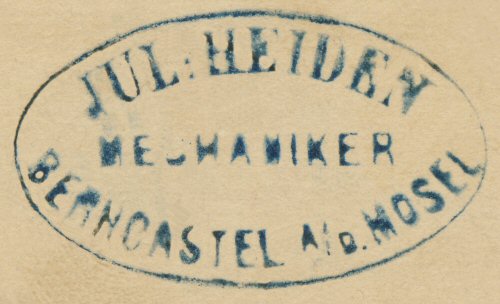 JUL. HEIDEN
MECHANIKER
BERNCASTEL A/D. MOSEL